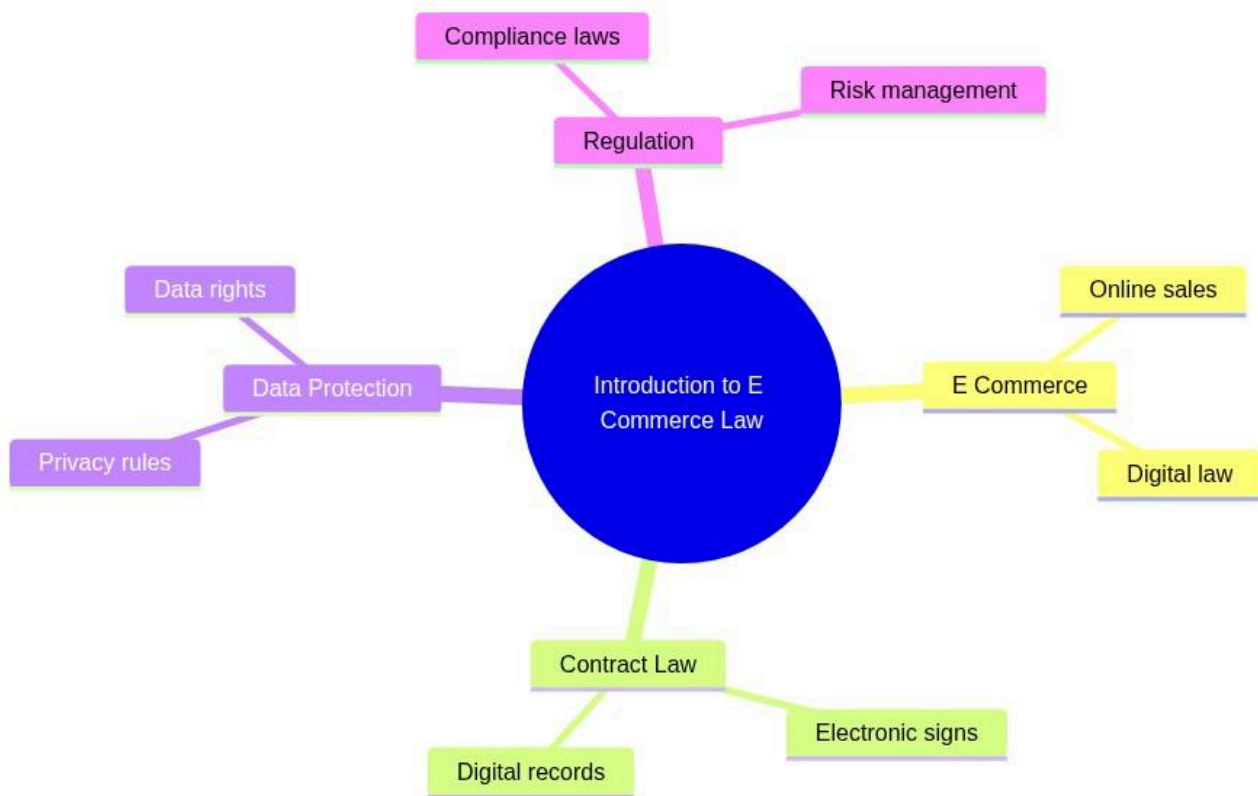 Compliance laws
Risk management
Regulation
Data rights
Online sales
Data Protection
Introduction to E
Commerce Law
E Commerce
Privacy rules
Digital law
Contract Law
Electronic signs
Digital records